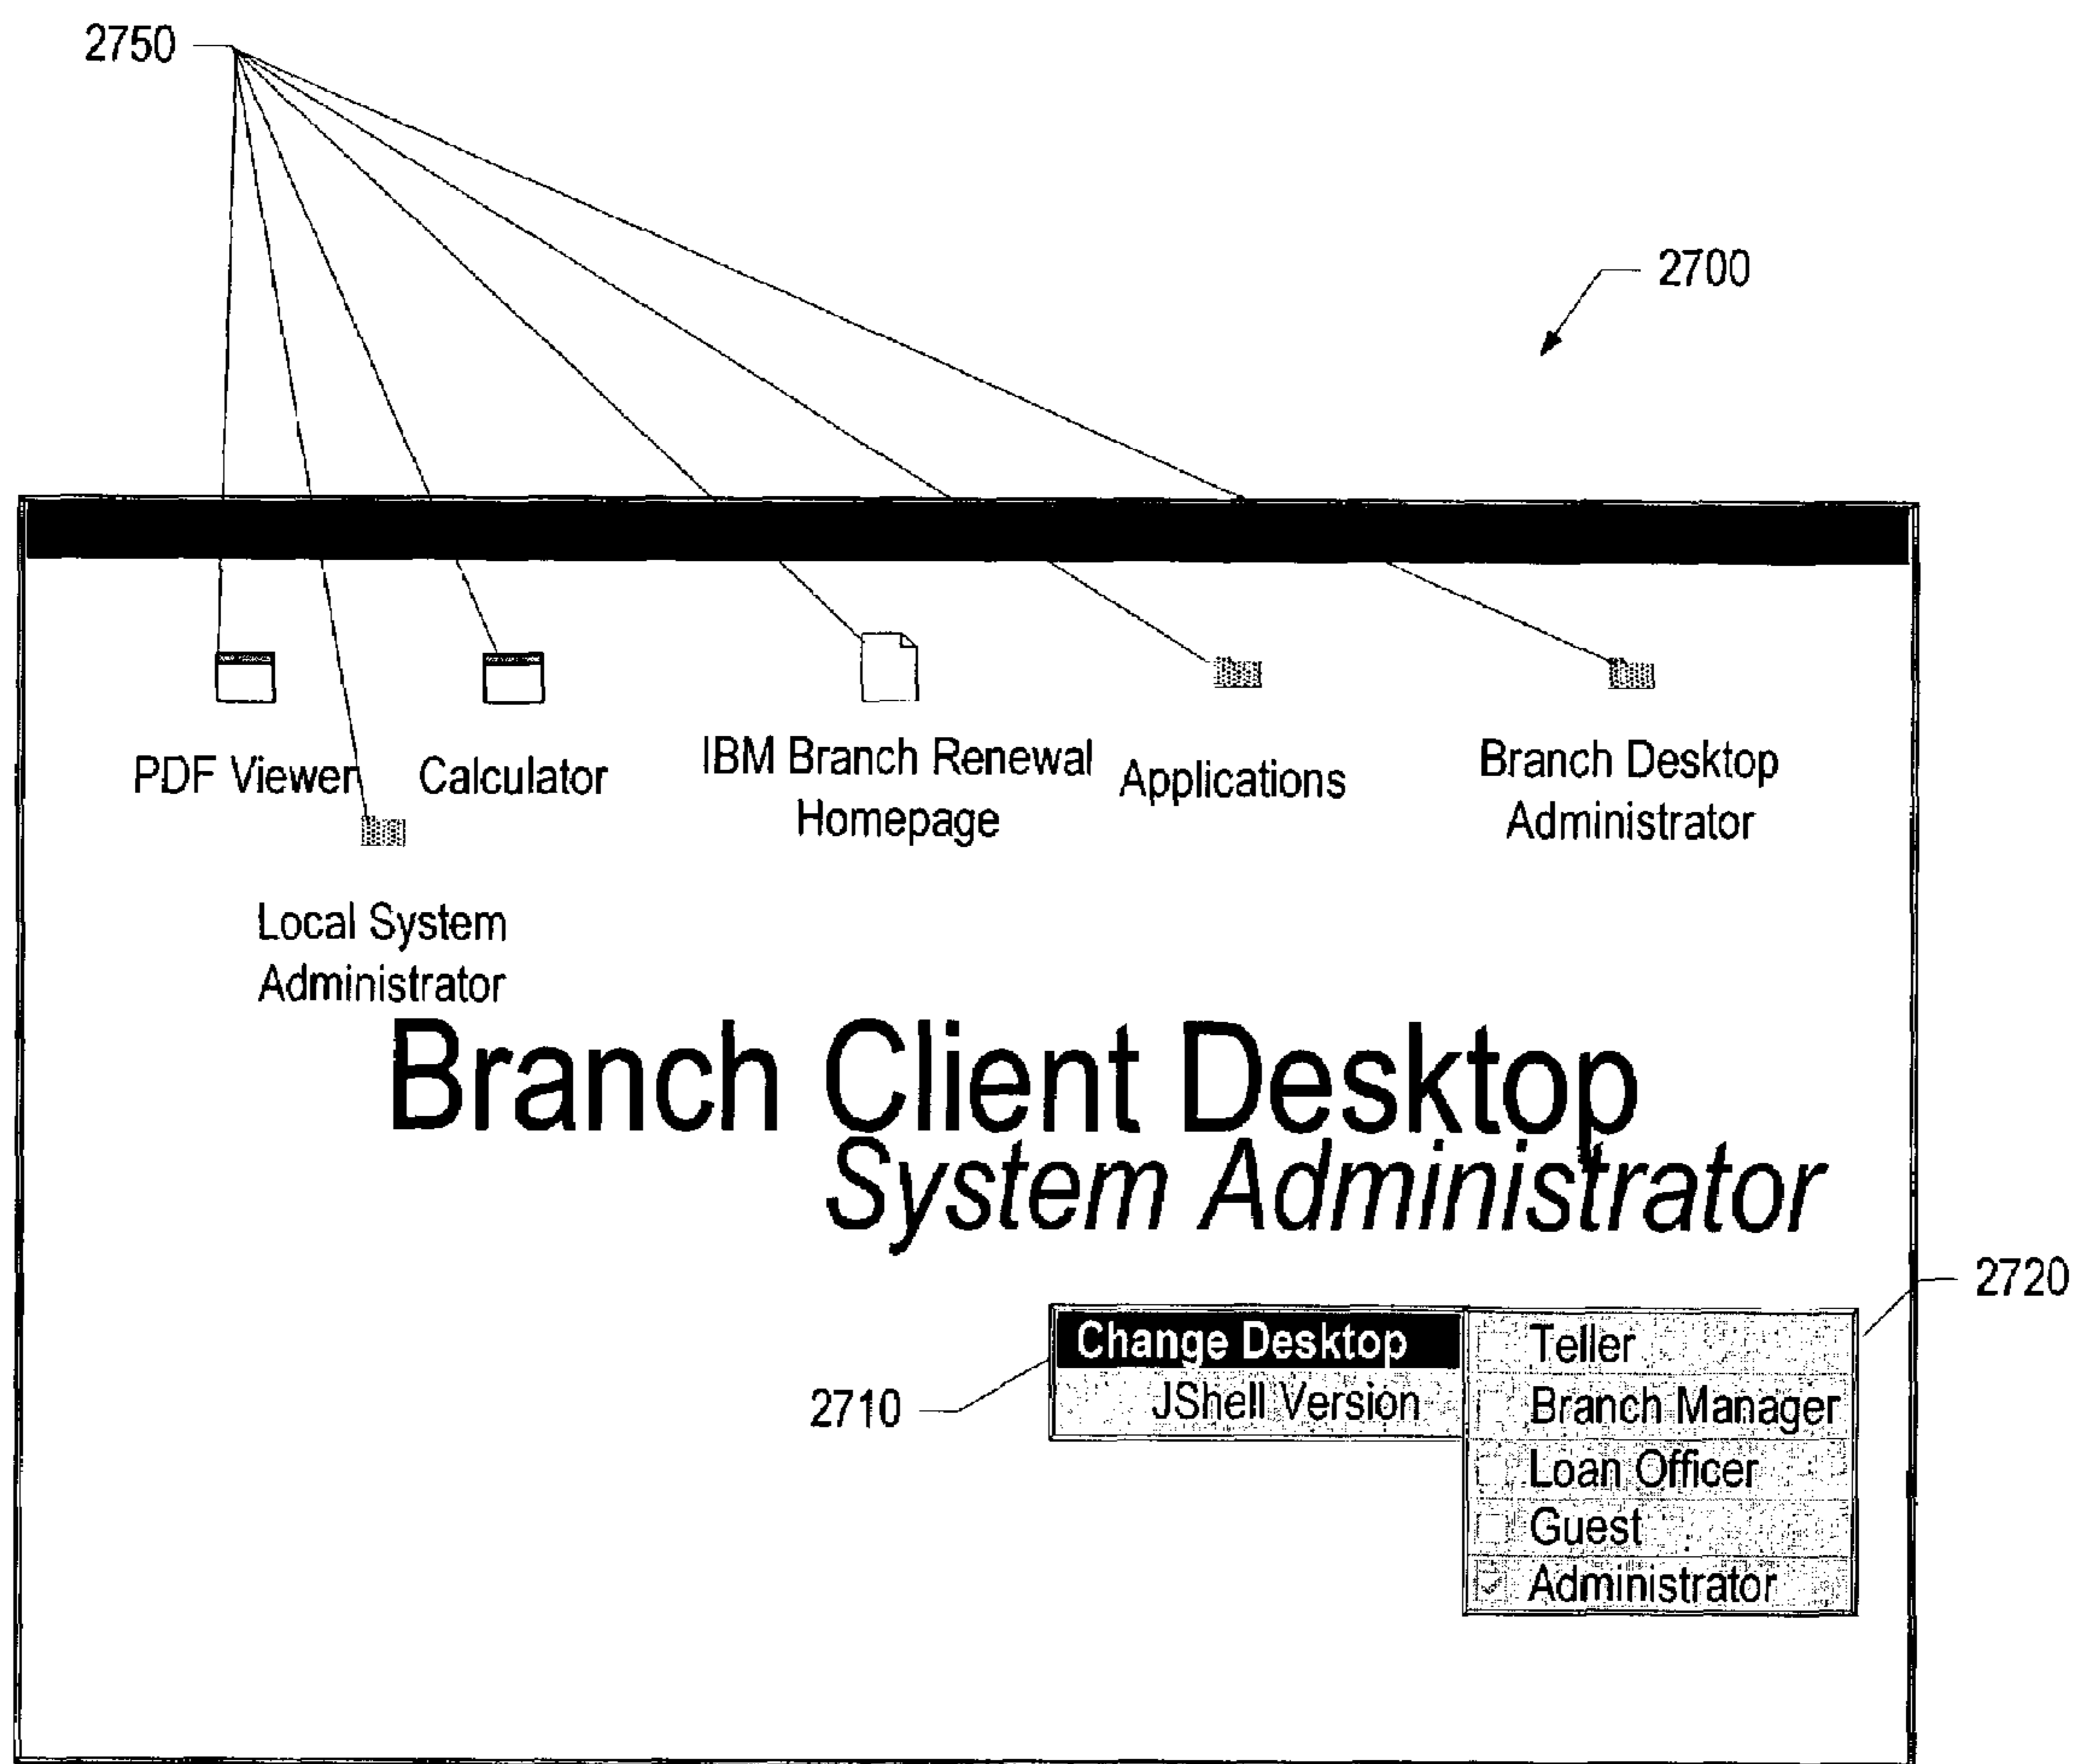 2750
2700
PDF Viewer
Calculator
IBM Branch Renewal
Homepage
Applications
Branch Desktop
Administrator
Local System
Administrator
Branch Client Desktop
System Administrator
2720
Change Desktop
JShell Version
2710
Teller
Branch Manager
Loan Officer
Guest
Administrator